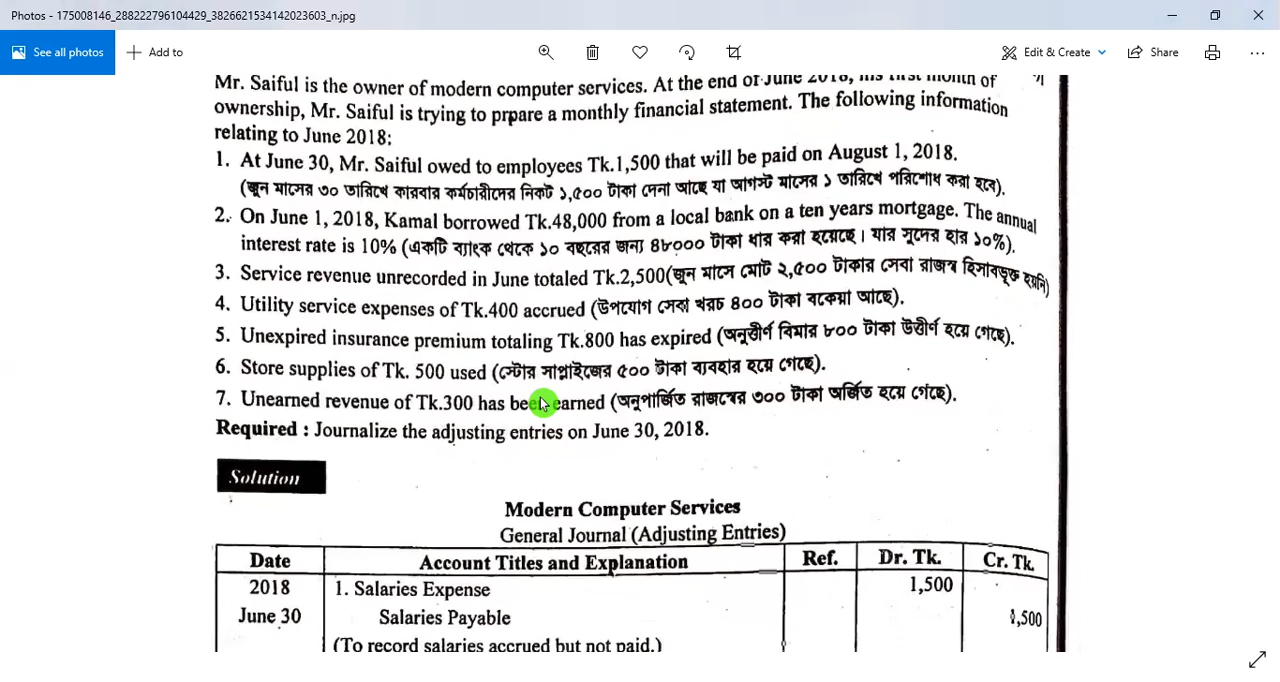 Photos - 175008146_288222796104429_3826621534142023603_n.jpg
See all photos
Add to
Edit & Create
Share
Mr. Saiful is the owner of modern computer services. At the end of June 2018, his first month of
ownership, Mr. Saiful is trying to prpare a monthly financial statement. The following information
relating to June 2018:
1. At June 30, Mr. Saiful owed to employees Tk.1,500 that will be paid on August 1, 2018.
(জুন মাসের ৩০ তারিখে কারবার কর্মচারীদের নিকট ১,৫০০ টাকা দেনা আছে যা আগস্ট মাসের ১ তারিখে পরিশোধ করা হবে).
2. On June 1, 2018, Kamal borrowed Tk.48,000 from a local bank on a ten years mortgage. The annual
interest rate is 10% (একটি ব্যাংক থেকে ১০ বছরের জন্য ৪৮০০০ টাকা ধার করা হয়েছে। যার সুদের হার ১০%).
3. Service revenue unrecorded in June totaled Tk.2,500(জুন মাসে মোট ২,৫০০ টাকার সেবা রাজস্ব হিসাবভূক্ত হয়নি)
4. Utility service expenses of Tk.400 accrued (উপযোগ সেবা খরচ ৪০০ টাকা বকেয়া আছে).
5. Unexpired insurance premium totaling Tk.800 has expired (অনুত্তীর্ণ বিমার ৮০০ টাকা উত্তীর্ণ হয়ে গেছে).
6. Store supplies of Tk. 500 used (স্টোর সাপ্লাইজের ৫০০ টাকা ব্যবহার হয়ে গেছে).
7. Unearned revenue of Tk.300 has been earned (অনুপার্জিত রাজস্বের ৩০০ টাকা অর্জিত হয়ে গেছে).
Required : Journalize the adjusting entries on June 30, 2018.
Solution
Modern Computer Services
General Journal (Adjusting Entries)
Date Account Titles and Explanation Ref. Dr. Tk. Cr. Tk.
2018 1. Salaries Expense 1,500
June 30 Salaries Payable 1,500
(To record salaries accrued but not paid.)